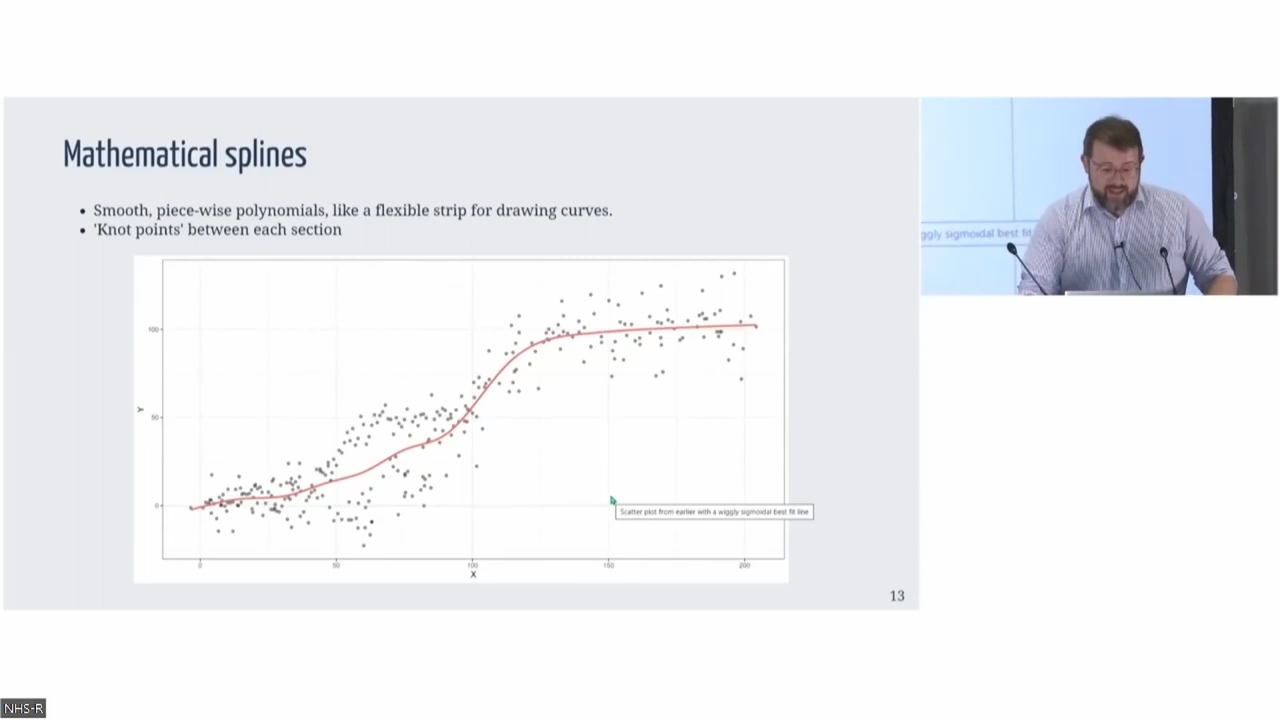 Mathematical splines
• Smooth, piece-wise polynomials, like a flexible strip for drawing curves.
• 'Knot points' between each section
100
50
0
Y
0
50
100
150
200
X
Scatter plot from earlier with a wiggly sigmoidal best fit line
13
ggly sigmoidal best fit
NHS-R